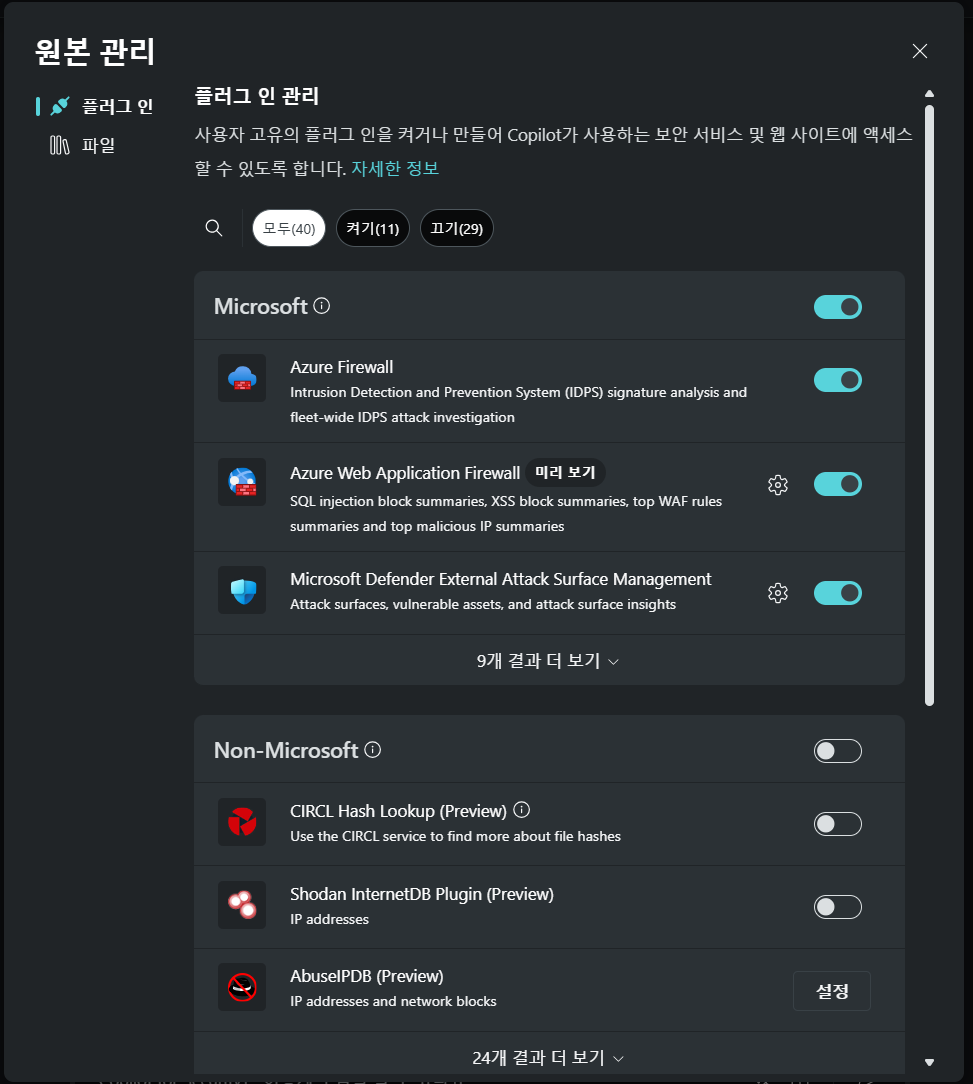 원본 관리
플러그 인
파일
플러그 인 관리
사용자 고유의 플러그 인을 켜거나 만들어 Copilot가 사용하는 보안 서비스 및 웹 사이트에 액세스
할 수 있도록 합니다. 자세한 정보
모두(40) 켜기(11) 끄기(29)
Microsoft
Azure Firewall
Intrusion Detection and Prevention System (IDPS) signature analysis and
fleet-wide IDPS attack investigation
Azure Web Application Firewall 미리 보기
SQL injection block summaries, XSS block summaries, top WAF rules
summaries and top malicious IP summaries
Microsoft Defender External Attack Surface Management
Attack surfaces, vulnerable assets, and attack surface insights
9개 결과 더 보기
Non-Microsoft
CIRCL Hash Lookup (Preview)
Use the CIRCL service to find more about file hashes
Shodan InternetDB Plugin (Preview)
IP addresses
AbuseIPDB (Preview)
IP addresses and network blocks
설정
24개 결과 더 보기